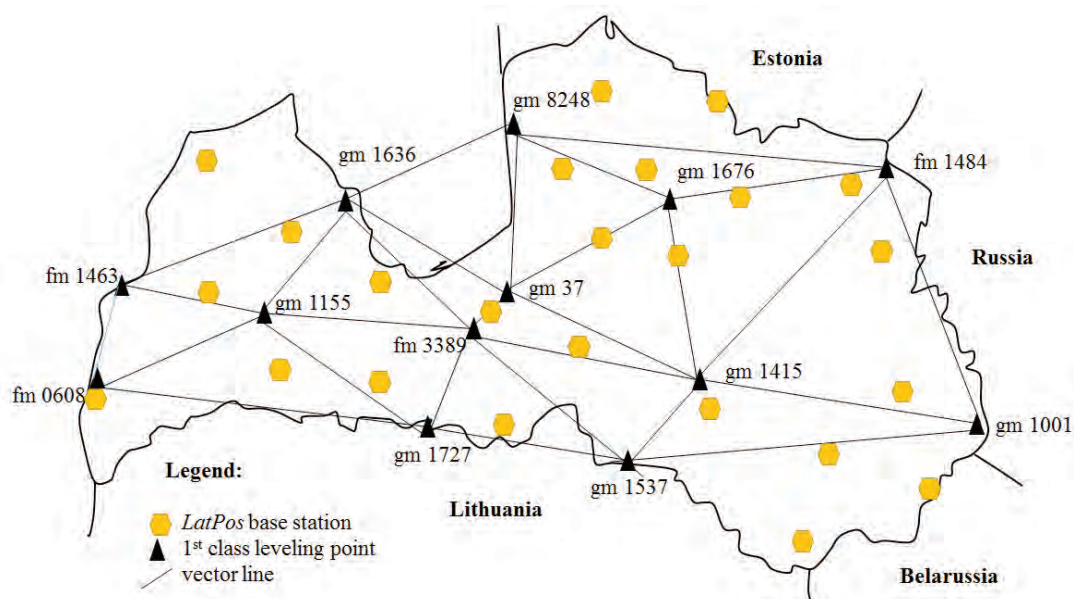 Estonia
gm 8248
gm 1636
gm 1676
fm 1484
Russia
fm 1463
gm 37
gm 1155
fm 3389
gm 1415
fm 0608
gm 1001
gm 1727
gm 1537
Legend:
Lithuania
LatPos base station
1st class leveling point
vector line
Belarussia